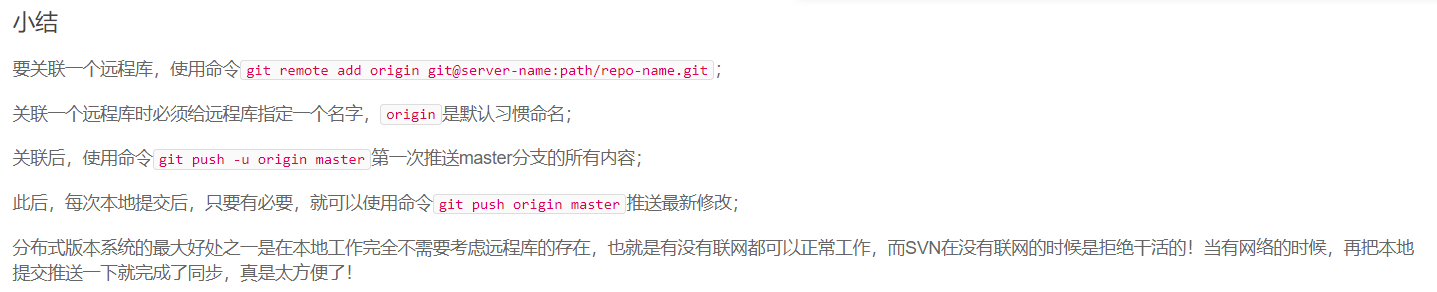 小结
要关联一个远程库，使用命令git remote add origin git@server-name:path/repo-name.git；
关联一个远程库时必须给远程库指定一个名字，origin是默认习惯命名；
关联后，使用命令git push -u origin master第一次推送master分支的所有内容；
此后，每次本地提交后，只要有必要，就可以使用命令git push origin master推送最新修改；
分布式版本系统的最大好处之一是在本地工作完全不需要考虑远程库的存在，也就是有没有联网都可以正常工作，而SVN在没有联网的时候是拒绝干活的！当有网络的时候，再把本地
提交推送一下就完成了同步，真是太方便了！